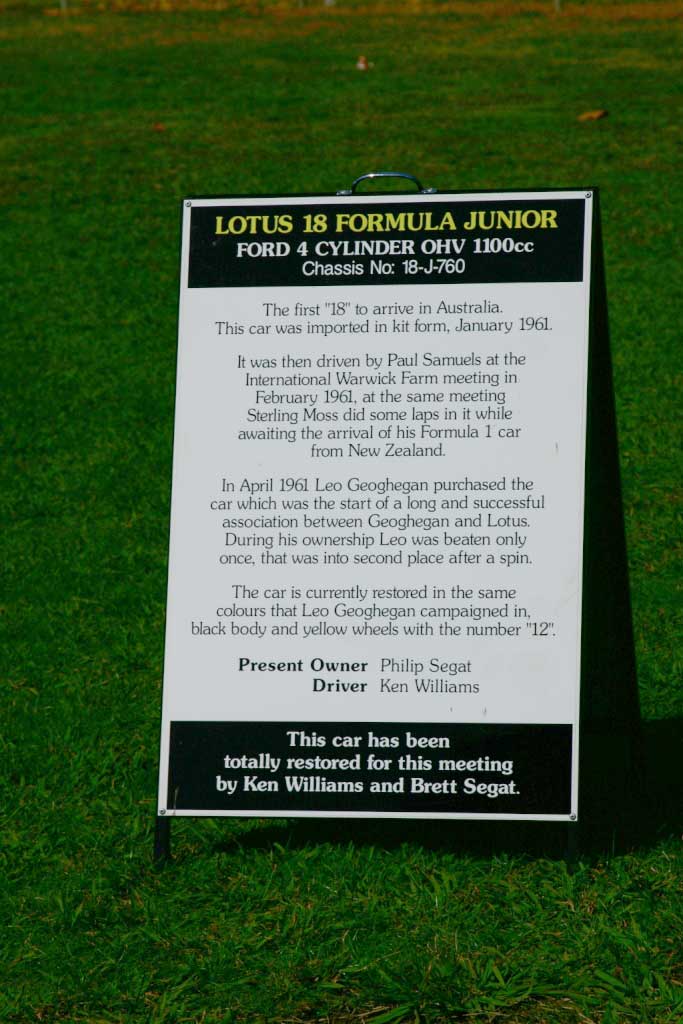 LOTUS 18 FORMULA JUNIOR
FORD 4 CYLINDER OHV 1100cc
Chassis No: 18-J-760
The first "18" to arrive in Australia.
This car was imported in kit form, January 1961.
It was then driven by Paul Samuels at the
International Warwick Farm meeting in
February 1961, at the same meeting
Sterling Moss did some laps in it while
awaiting the arrival of his Formula 1 car
from New Zealand.
In April 1961 Leo Geoghegan purchased the
car which was the start of a long and successful
association between Geoghegan and Lotus.
During his ownership Leo was beaten only
once, that was into second place after a spin.
The car is currently restored in the same
colours that Leo Geoghegan campaigned in,
black body and yellow wheels with the number "12".
Present Owner Philip Segat
Driver Ken Williams
This car has been
totally restored for this meeting
by Ken Williams and Brett Segat.